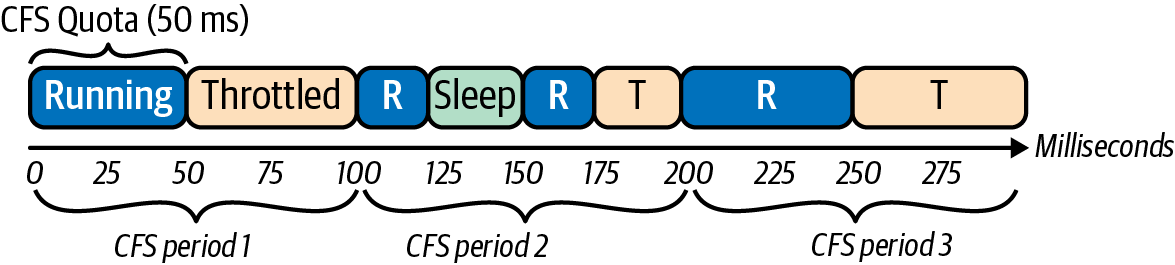 CFS Quota (50 ms)
Running Throttled R Sleep R T R T
Milliseconds
0 25 50 75 100 125 150 175 200 225 250 275
CFS period 1 CFS period 2 CFS period 3